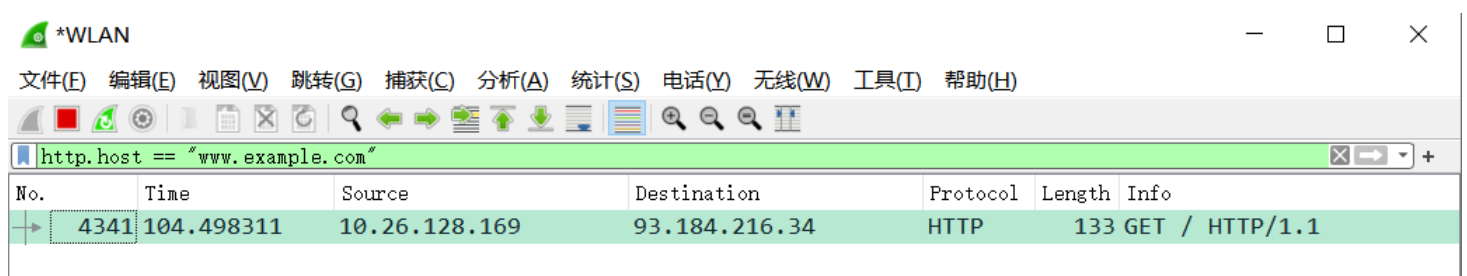 *WLAN
文件(F) 编辑(E) 视图(V) 跳转(G) 捕获(C) 分析(A) 统计(S) 电话(Y) 无线(W) 工具(T) 帮助(H)
http.host == "www.example.com"
No. Time Source Destination Protocol Length Info
4341 104.498311 10.26.128.169 93.184.216.34 HTTP 133 GET / HTTP/1.1